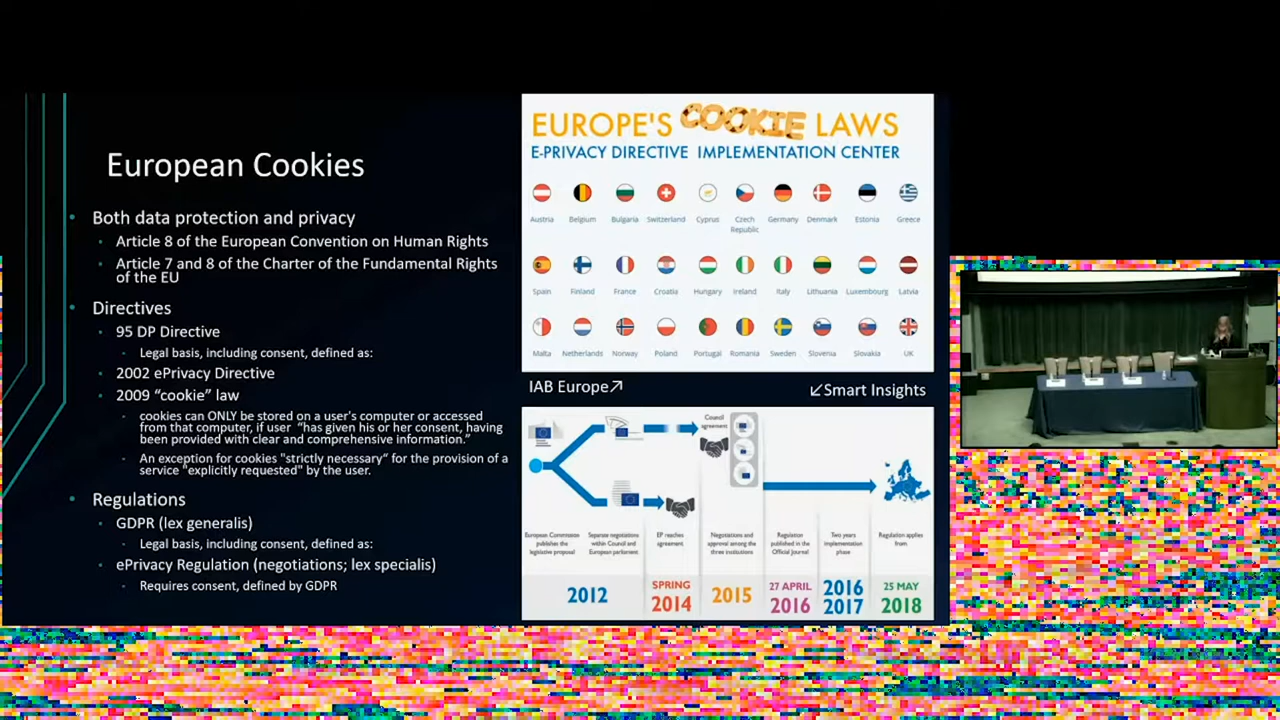 European Cookies
Both data protection and privacy
Article 8 of the European Convention on Human Rights
Article 7 and 8 of the Charter of the Fundamental Rights
of the EU
Directives
95 DP Directive
Legal basis, including consent, defined as:
2002 ePrivacy Directive
2009 “cookie” law
cookies can ONLY be stored on a user's computer or accessed
from that computer, if user “has given his or her consent, having
been provided with clear and comprehensive information.”
An exception for cookies "strictly necessary“ for the provision of a
service "explicitly requested" by the user.
Regulations
GDPR (lex generalis)
Legal basis, including consent, defined as:
ePrivacy Regulation (negotiations; lex specialis)
Requires consent, defined by GDPR
EUROPE'S COOKIE LAWS
E-PRIVACY DIRECTIVE IMPLEMENTATION CENTER
Austria Belgium Bulgaria Switzerland Cyprus Czech Germany Denmark Estonia Greece
Republic
Spain Finland France Croatia Hungary Ireland Italy Lithuania Luxembourg Latvia
Malta Netherlands Norway Poland Portugal Romania Sweden Slovenia Slovakia UK
IAB Europe↗
↙Smart Insights
Council
agreement
European Commission
publishes the
legislative proposal
Separate negotiations
within Council and
European parliament
EP reaches
agreement
Negotiations and
approval among the
three institutions
Regulation
published in the
Official Journal
Two years
implementation
phase
Regulation applies
from
2012
SPRING
2014
2015
27 APRIL
2016
2016
2017
25 MAY
2018